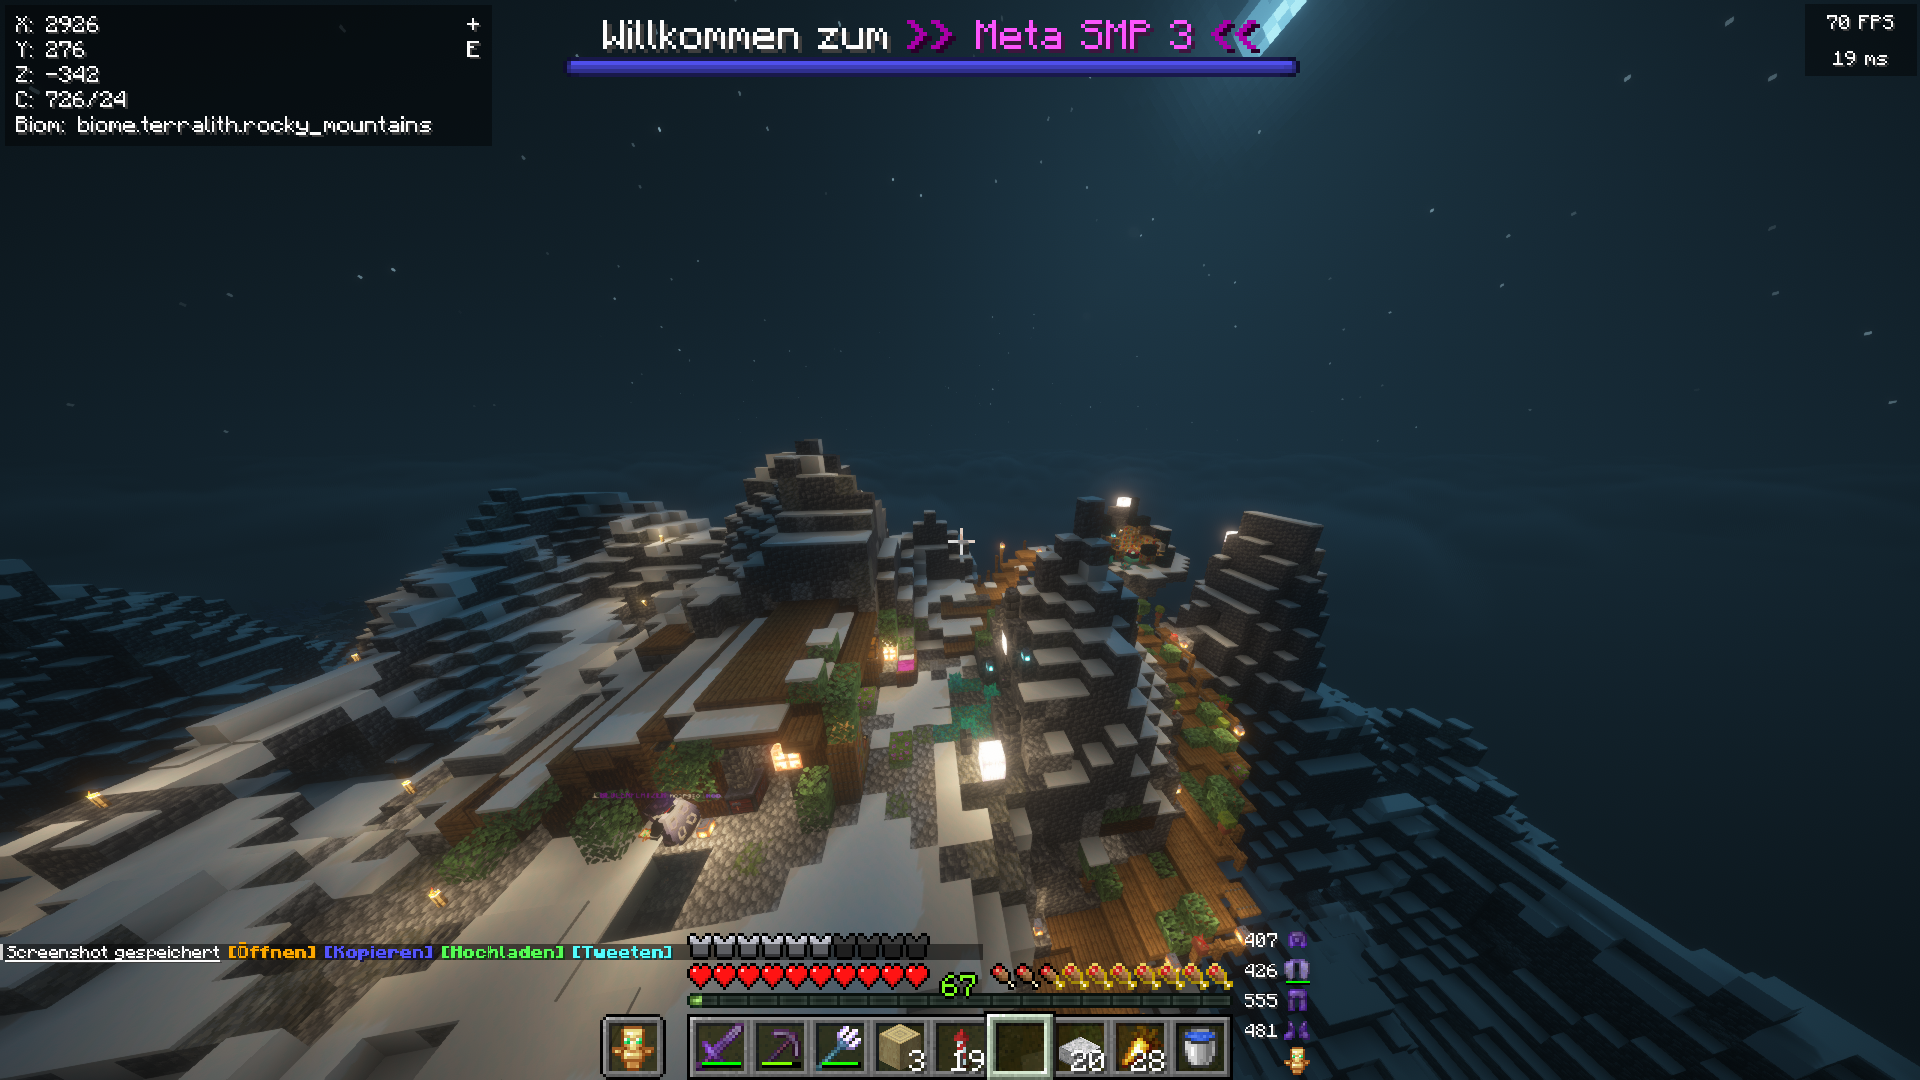 X: 2926 +
Y: 276 E
Z: -342
C: 726/24
Biom: biome.terralith.rocky_mountains
Willkommen zum >> Meta SMP 3 <<
70 FPS
19 ms
Screenshot gespeichert [Öffnen] [Kopieren] [Hochladen] [Tweeten]
67
407
426
555
481
3 19 20 28